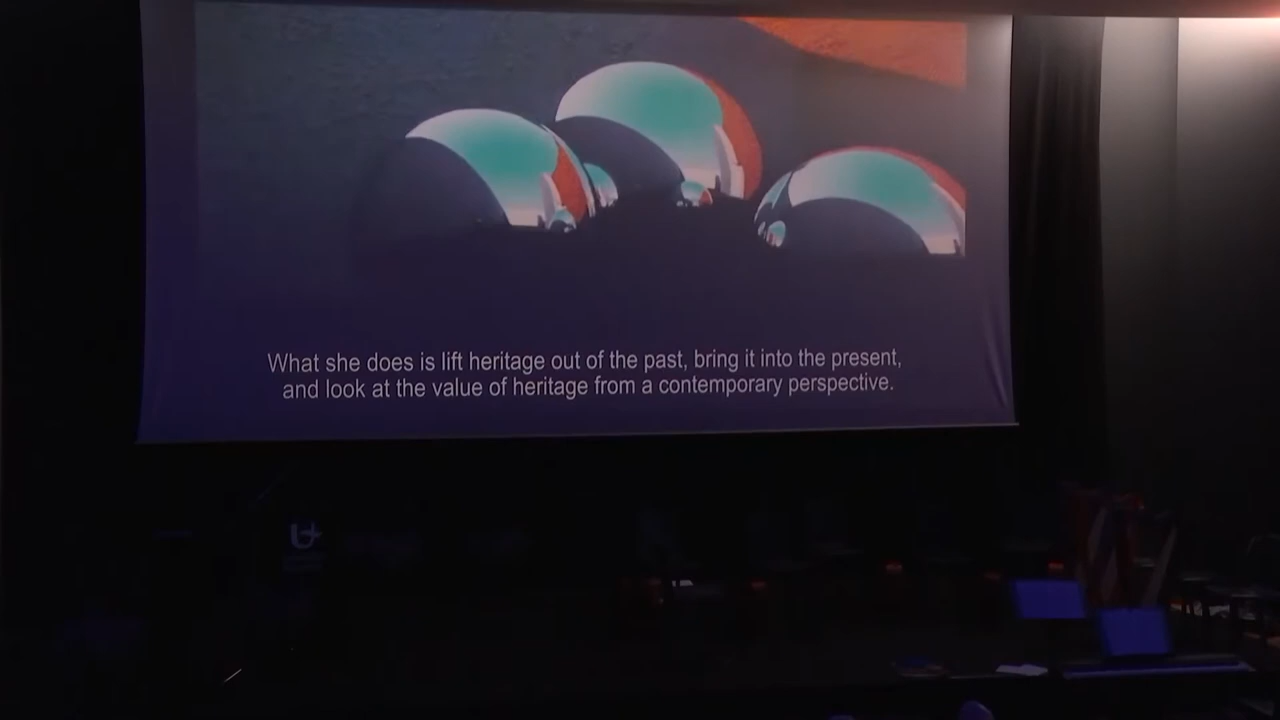 What she does is lift heritage out of the past, bring it into the present,
and look at the value of heritage from a contemporary perspective.